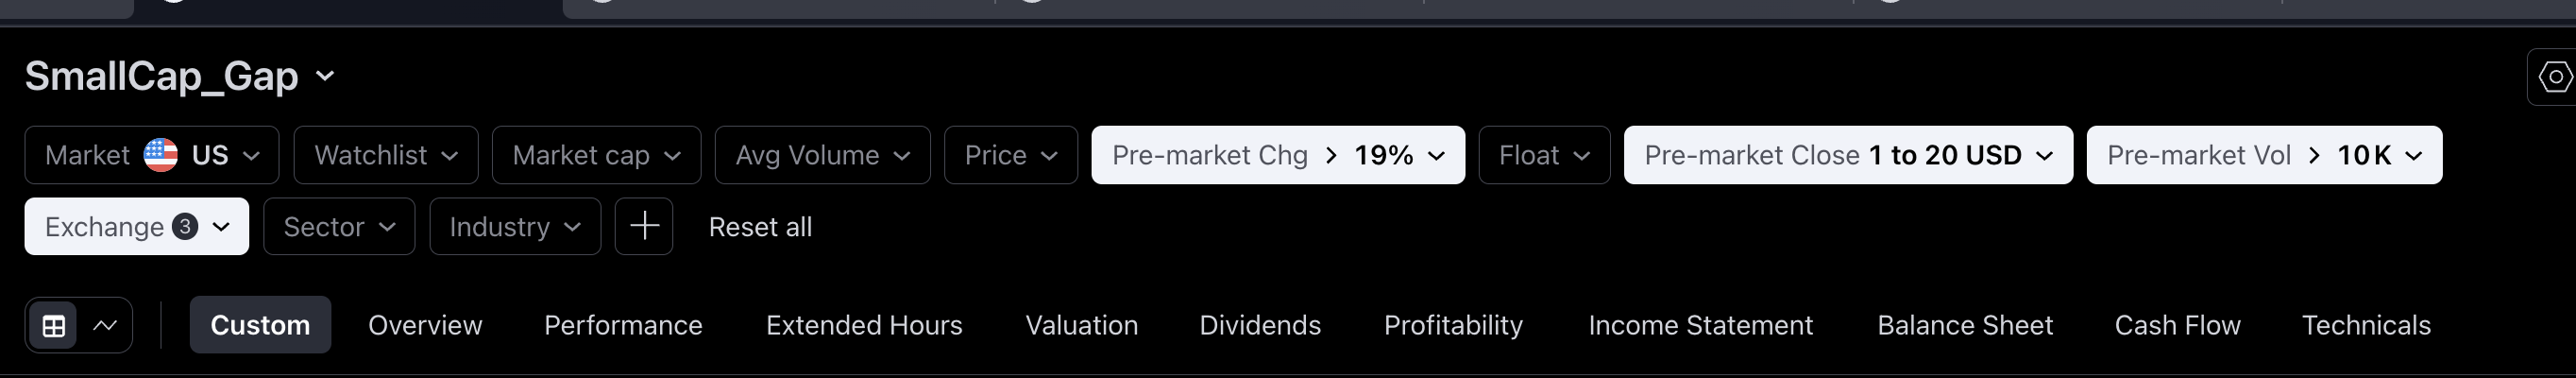 SmallCap_Gap
Market US Watchlist Market cap Avg Volume Price Pre-market Chg > 19% Float Pre-market Close 1 to 20 USD Pre-market Vol > 10K
Exchange 3 Sector Industry + Reset all
Custom Overview Performance Extended Hours Valuation Dividends Profitability Income Statement Balance Sheet Cash Flow Technicals